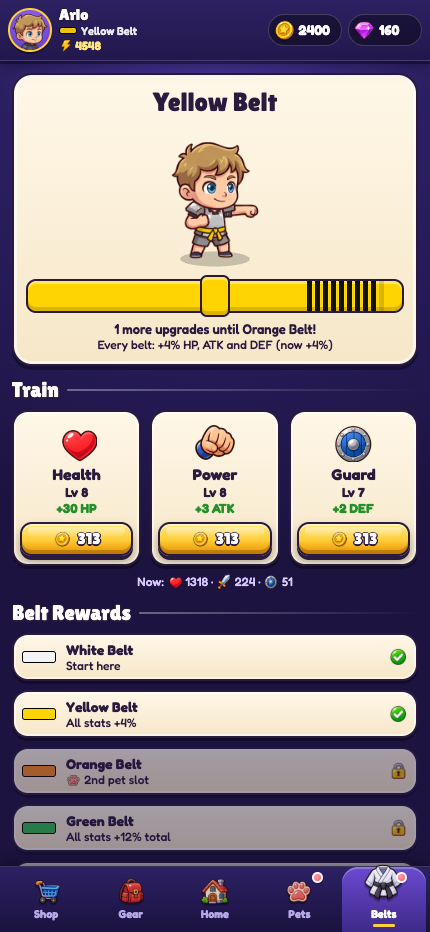 Arlo
Yellow Belt
4548
2400
160
Yellow Belt
1 more upgrades until Orange Belt!
Every belt: +4% HP, ATK and DEF (now +4%)
Train
Health
Lv 8
+30 HP
313
Power
Lv 8
+3 ATK
313
Guard
Lv 7
+2 DEF
313
Now: 1318 · 224 · 51
Belt Rewards
White Belt
Start here
Yellow Belt
All stats +4%
Orange Belt
2nd pet slot
Green Belt
All stats +12% total
Shop
Gear
Home
Pets
Belts